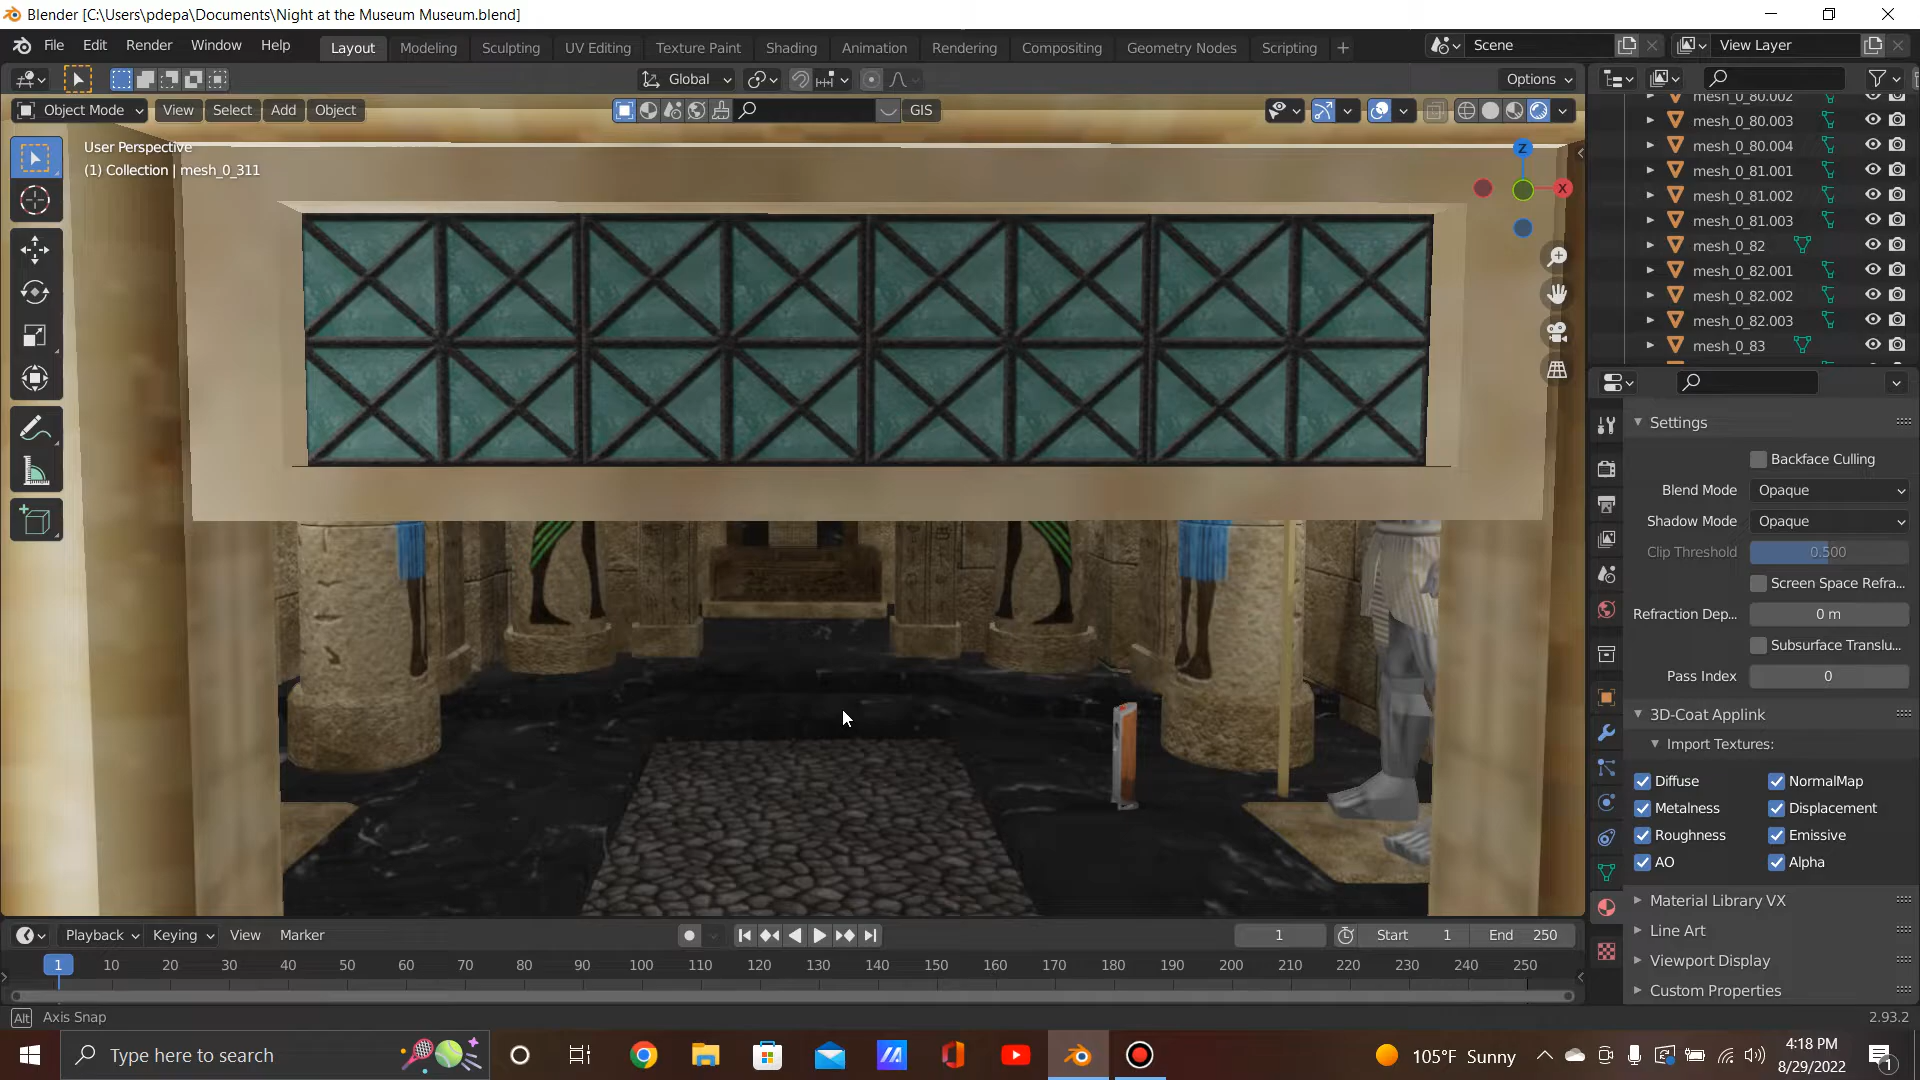 Blender [C:\Users\pdepa\Documents\Night at the Museum Museum.blend]
File Edit Render Window Help Layout Modeling Sculpting UV Editing Texture Paint Shading Animation Rendering Compositing Geometry Nodes Scripting + Scene View Layer
Global Options
Object Mode View Select Add Object GIS
User Perspective
(1) Collection | mesh_0_311
Z
X
mesh_0_80.002
mesh_0_80.003
mesh_0_80.004
mesh_0_81.001
mesh_0_81.002
mesh_0_81.003
mesh_0_82
mesh_0_82.001
mesh_0_82.002
mesh_0_82.003
mesh_0_83
Settings
Backface Culling
Blend Mode Opaque
Shadow Mode Opaque
Clip Threshold 0.500
Screen Space Refra...
Refraction Dep... 0 m
Subsurface Translu...
Pass Index 0
3D-Coat Applink
Import Textures:
Diffuse NormalMap
Metalness Displacement
Roughness Emissive
AO Alpha
Material Library VX
Line Art
Viewport Display
Custom Properties
Playback Keying View Marker 1 Start 1 End 250
1 10 20 30 40 50 60 70 80 90 100 110 120 130 140 150 160 170 180 190 200 210 220 230 240 250
Alt Axis Snap 2.93.2
Type here to search 105°F Sunny 4:18 PM
8/29/2022 1